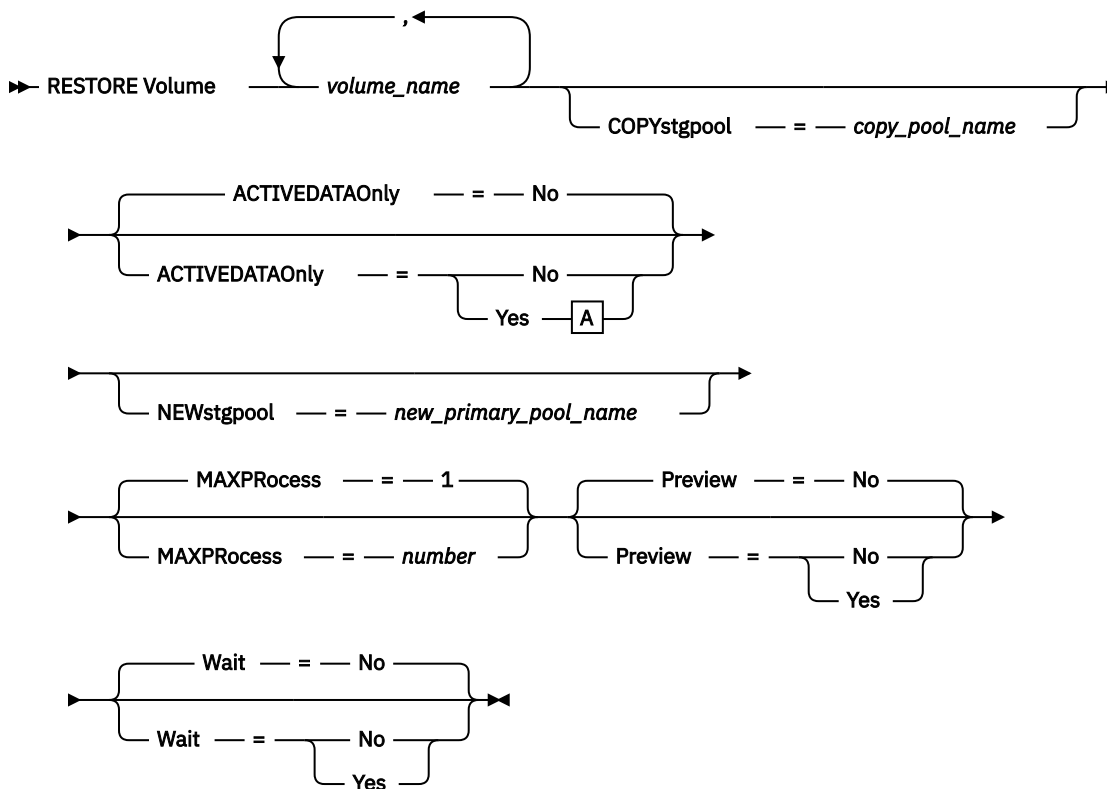 ,
RESTORE Volume volume_name
COPYstgpool = copy_pool_name
ACTIVEDATAOnly = No
ACTIVEDATAOnly = No
Yes A
NEWstgpool = new_primary_pool_name
MAXPRocess = 1 Preview = No
MAXPRocess = number Preview = No
Yes
Wait = No
Wait = No
Yes